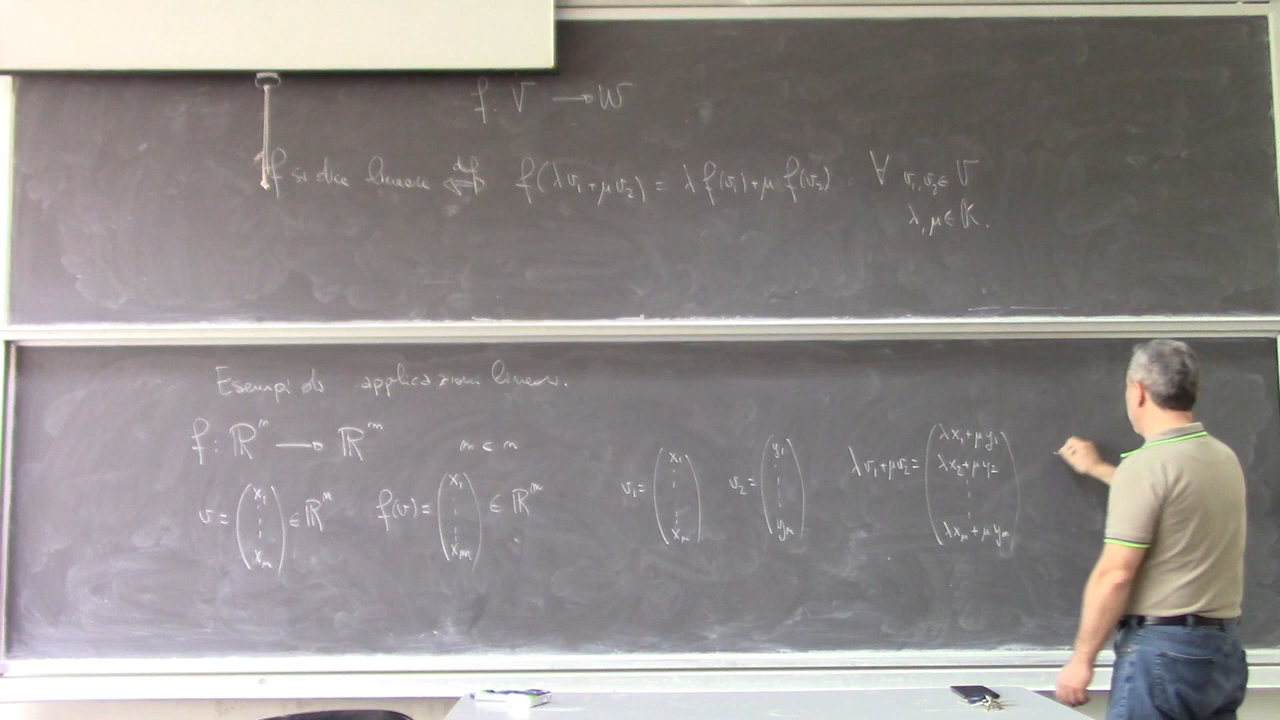 f: V → W
f si dice lineare ⇔ def f(λv₁+μv₂) = λf(v₁)+μf(v₂) ∀ v₁,v₂ ∈ V
λ, μ ∈ K.
Esempi di applicazioni lineari.
f: ℝⁿ → ℝᵐ m < n
v = (x₁ ⋮ xₙ) ∈ ℝⁿ f(v) = (x₁ ⋮ xₘ) ∈ ℝᵐ v₁ = (x₁ ⋮ xₙ) v₂ = (y₁ ⋮ yₙ) λv₁+μv₂ = (λx₁+μy₁ λx₂+μy₂ ⋮ λxₙ+μyₙ)